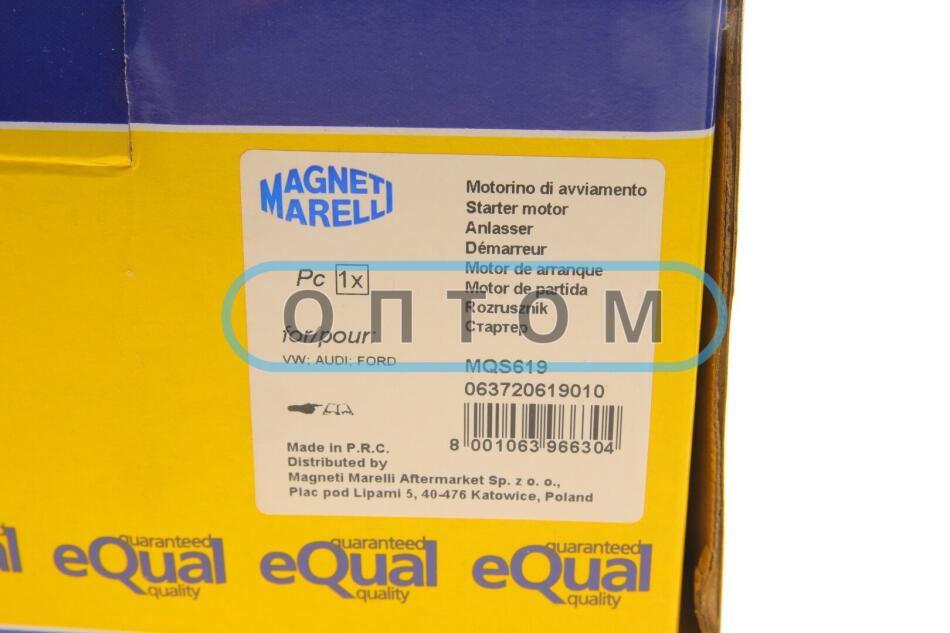 MAGNETI
MARELLI
Motorino di avviamento
Starter motor
Anlasser
Démarreur
Motor de arranque
Motor de partida
Rozrusznik
Стартер
Pc 1x
ОПТОМ
for/pour
VW; AUDI; FORD
MQS619
063720619010
8 001063 966304
Made in P.R.C.
Distributed by
Magneti Marelli Aftermarket Sp. z o. o.,
Plac pod Lipami 5, 40-476 Katowice, Poland
guaranteed
eQual
quality
guaranteed
eQual
quality
guaranteed
eQual
quality